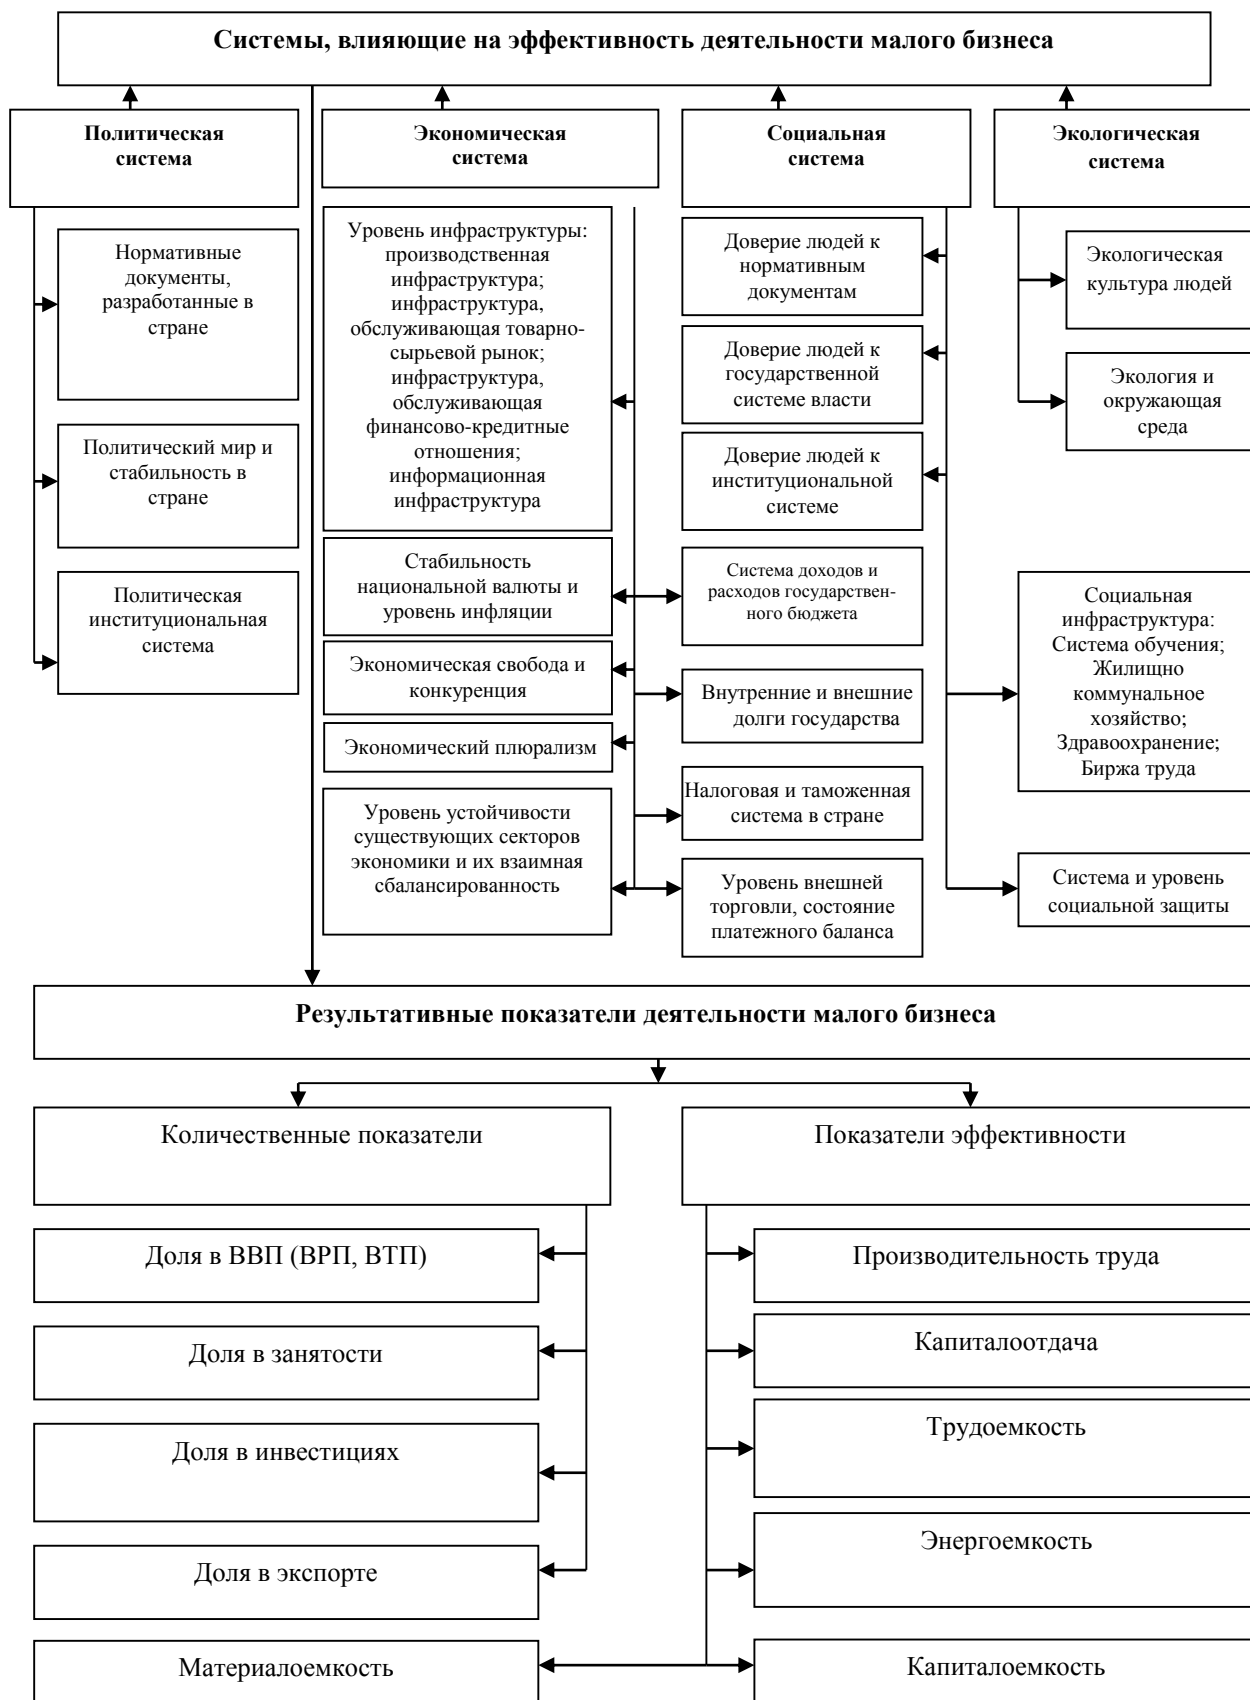 Системы, влияющие на эффективность деятельности малого бизнеса
Политическая
система
Экономическая
система
Социальная
система
Экологическая
система
Нормативные
документы,
разработанные в
стране
Политический мир и
стабильность в
стране
Политическая
институциональная
система
Уровень инфраструктуры:
производственная
инфраструктура;
инфраструктура,
обслуживающая товарно-
сырьевой рынок;
инфраструктура,
обслуживающая
финансово-кредитные
отношения;
информационная
инфраструктура
Стабильность
национальной валюты и
уровень инфляции
Экономическая свобода и
конкуренция
Экономический плюрализм
Уровень устойчивости
существующих секторов
экономики и их взаимная
сбалансированность
Доверие людей к
нормативным
документам
Доверие людей к
государственной
системе власти
Доверие людей к
институциональной
системе
Система доходов и
расходов государствен-
ного бюджета
Внутренние и внешние
долги государства
Налоговая и таможенная
система в стране
Уровень внешней
торговли, состояние
платежного баланса
Экологическая
культура людей
Экология и
окружающая
среда
Социальная
инфраструктура:
Система обучения;
Жилищно
коммунальное
хозяйство;
Здравоохранение;
Биржа труда
Система и уровень
социальной защиты
Результативные показатели деятельности малого бизнеса
Количественные показатели
Показатели эффективности
Доля в ВВП (ВРП, ВТП)
Доля в занятости
Доля в инвестициях
Доля в экспорте
Материалоемкость
Производительность труда
Капиталоотдача
Трудоемкость
Энергоемкость
Капиталоемкость